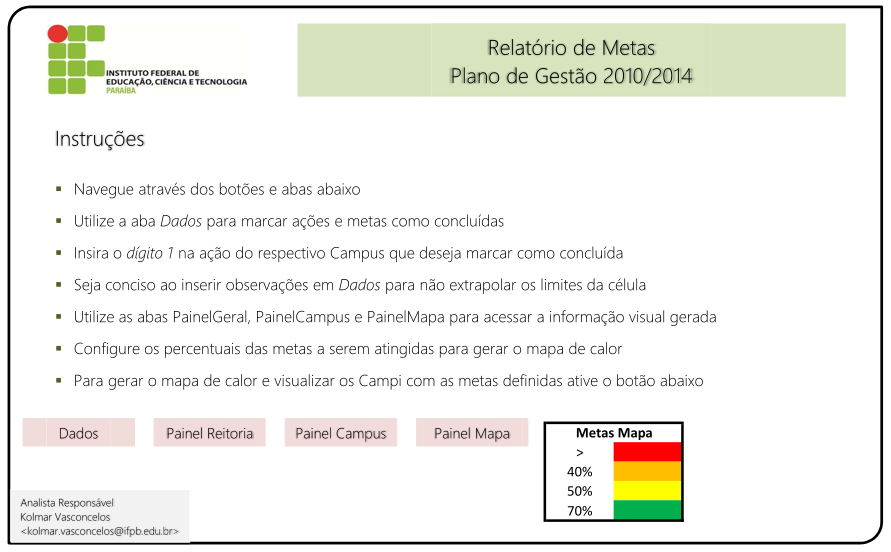 INSTITUTO FEDERAL DE
EDUCAÇÃO, CIÊNCIA E TECNOLOGIA
PARAÍBA
Relatório de Metas
Plano de Gestão 2010/2014
Instruções
▪ Navegue através dos botões e abas abaixo
▪ Utilize a aba Dados para marcar ações e metas como concluídas
▪ Insira o dígito 1 na ação do respectivo Campus que deseja marcar como concluída
▪ Seja conciso ao inserir observações em Dados para não extrapolar os limites da célula
▪ Utilize as abas PainelGeral, PainelCampus e PainelMapa para acessar a informação visual gerada
▪ Configure os percentuais das metas a serem atingidas para gerar o mapa de calor
▪ Para gerar o mapa de calor e visualizar os Campi com as metas definidas ative o botão abaixo
Dados
Painel Reitoria
Painel Campus
Painel Mapa
Metas Mapa
>
40%
50%
70%
Analista Responsável
Kolmar Vasconcelos
<kolmar.vasconcelos@ifpb.edu.br>